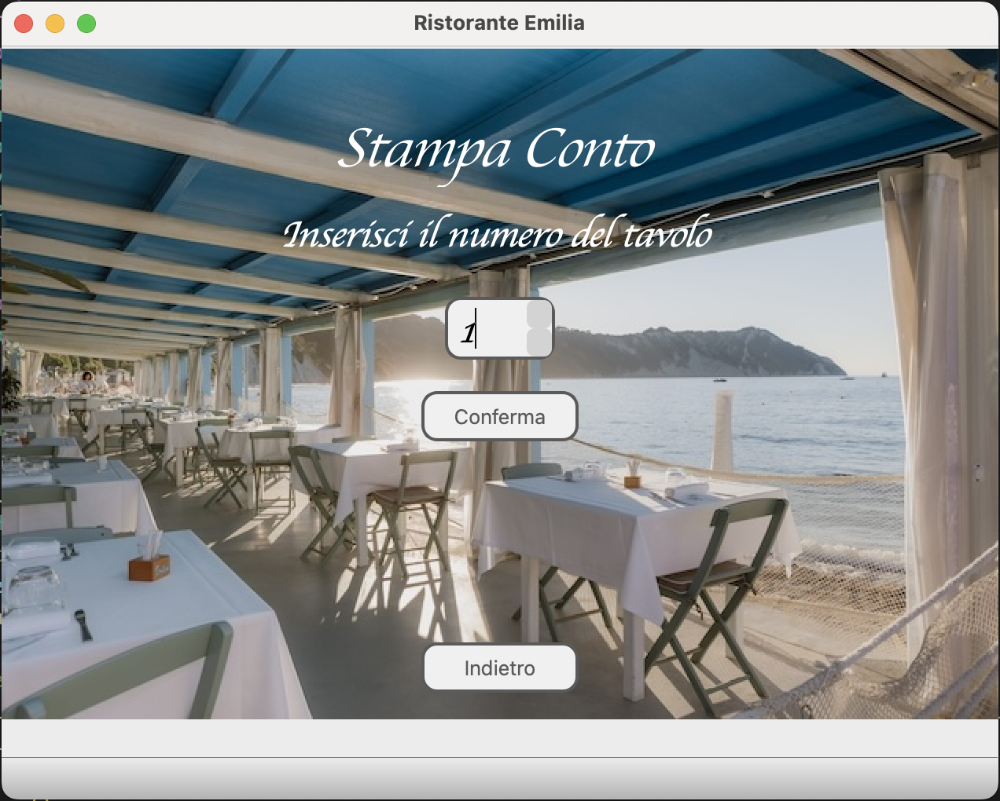 Ristorante Emilia
Stampa Conto
Inserisci il numero del tavolo
1
Conferma
Indietro